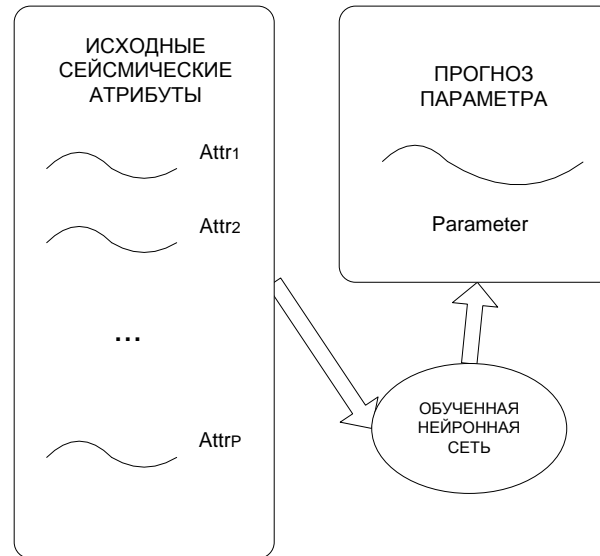 ИСХОДНЫЕ
СЕЙСМИЧЕСКИЕ
АТРИБУТЫ
Attr1
Attr2
...
AttrP
ПРОГНОЗ
ПАРАМЕТРА
Parameter
ОБУЧЕННАЯ
НЕЙРОННАЯ
СЕТЬ